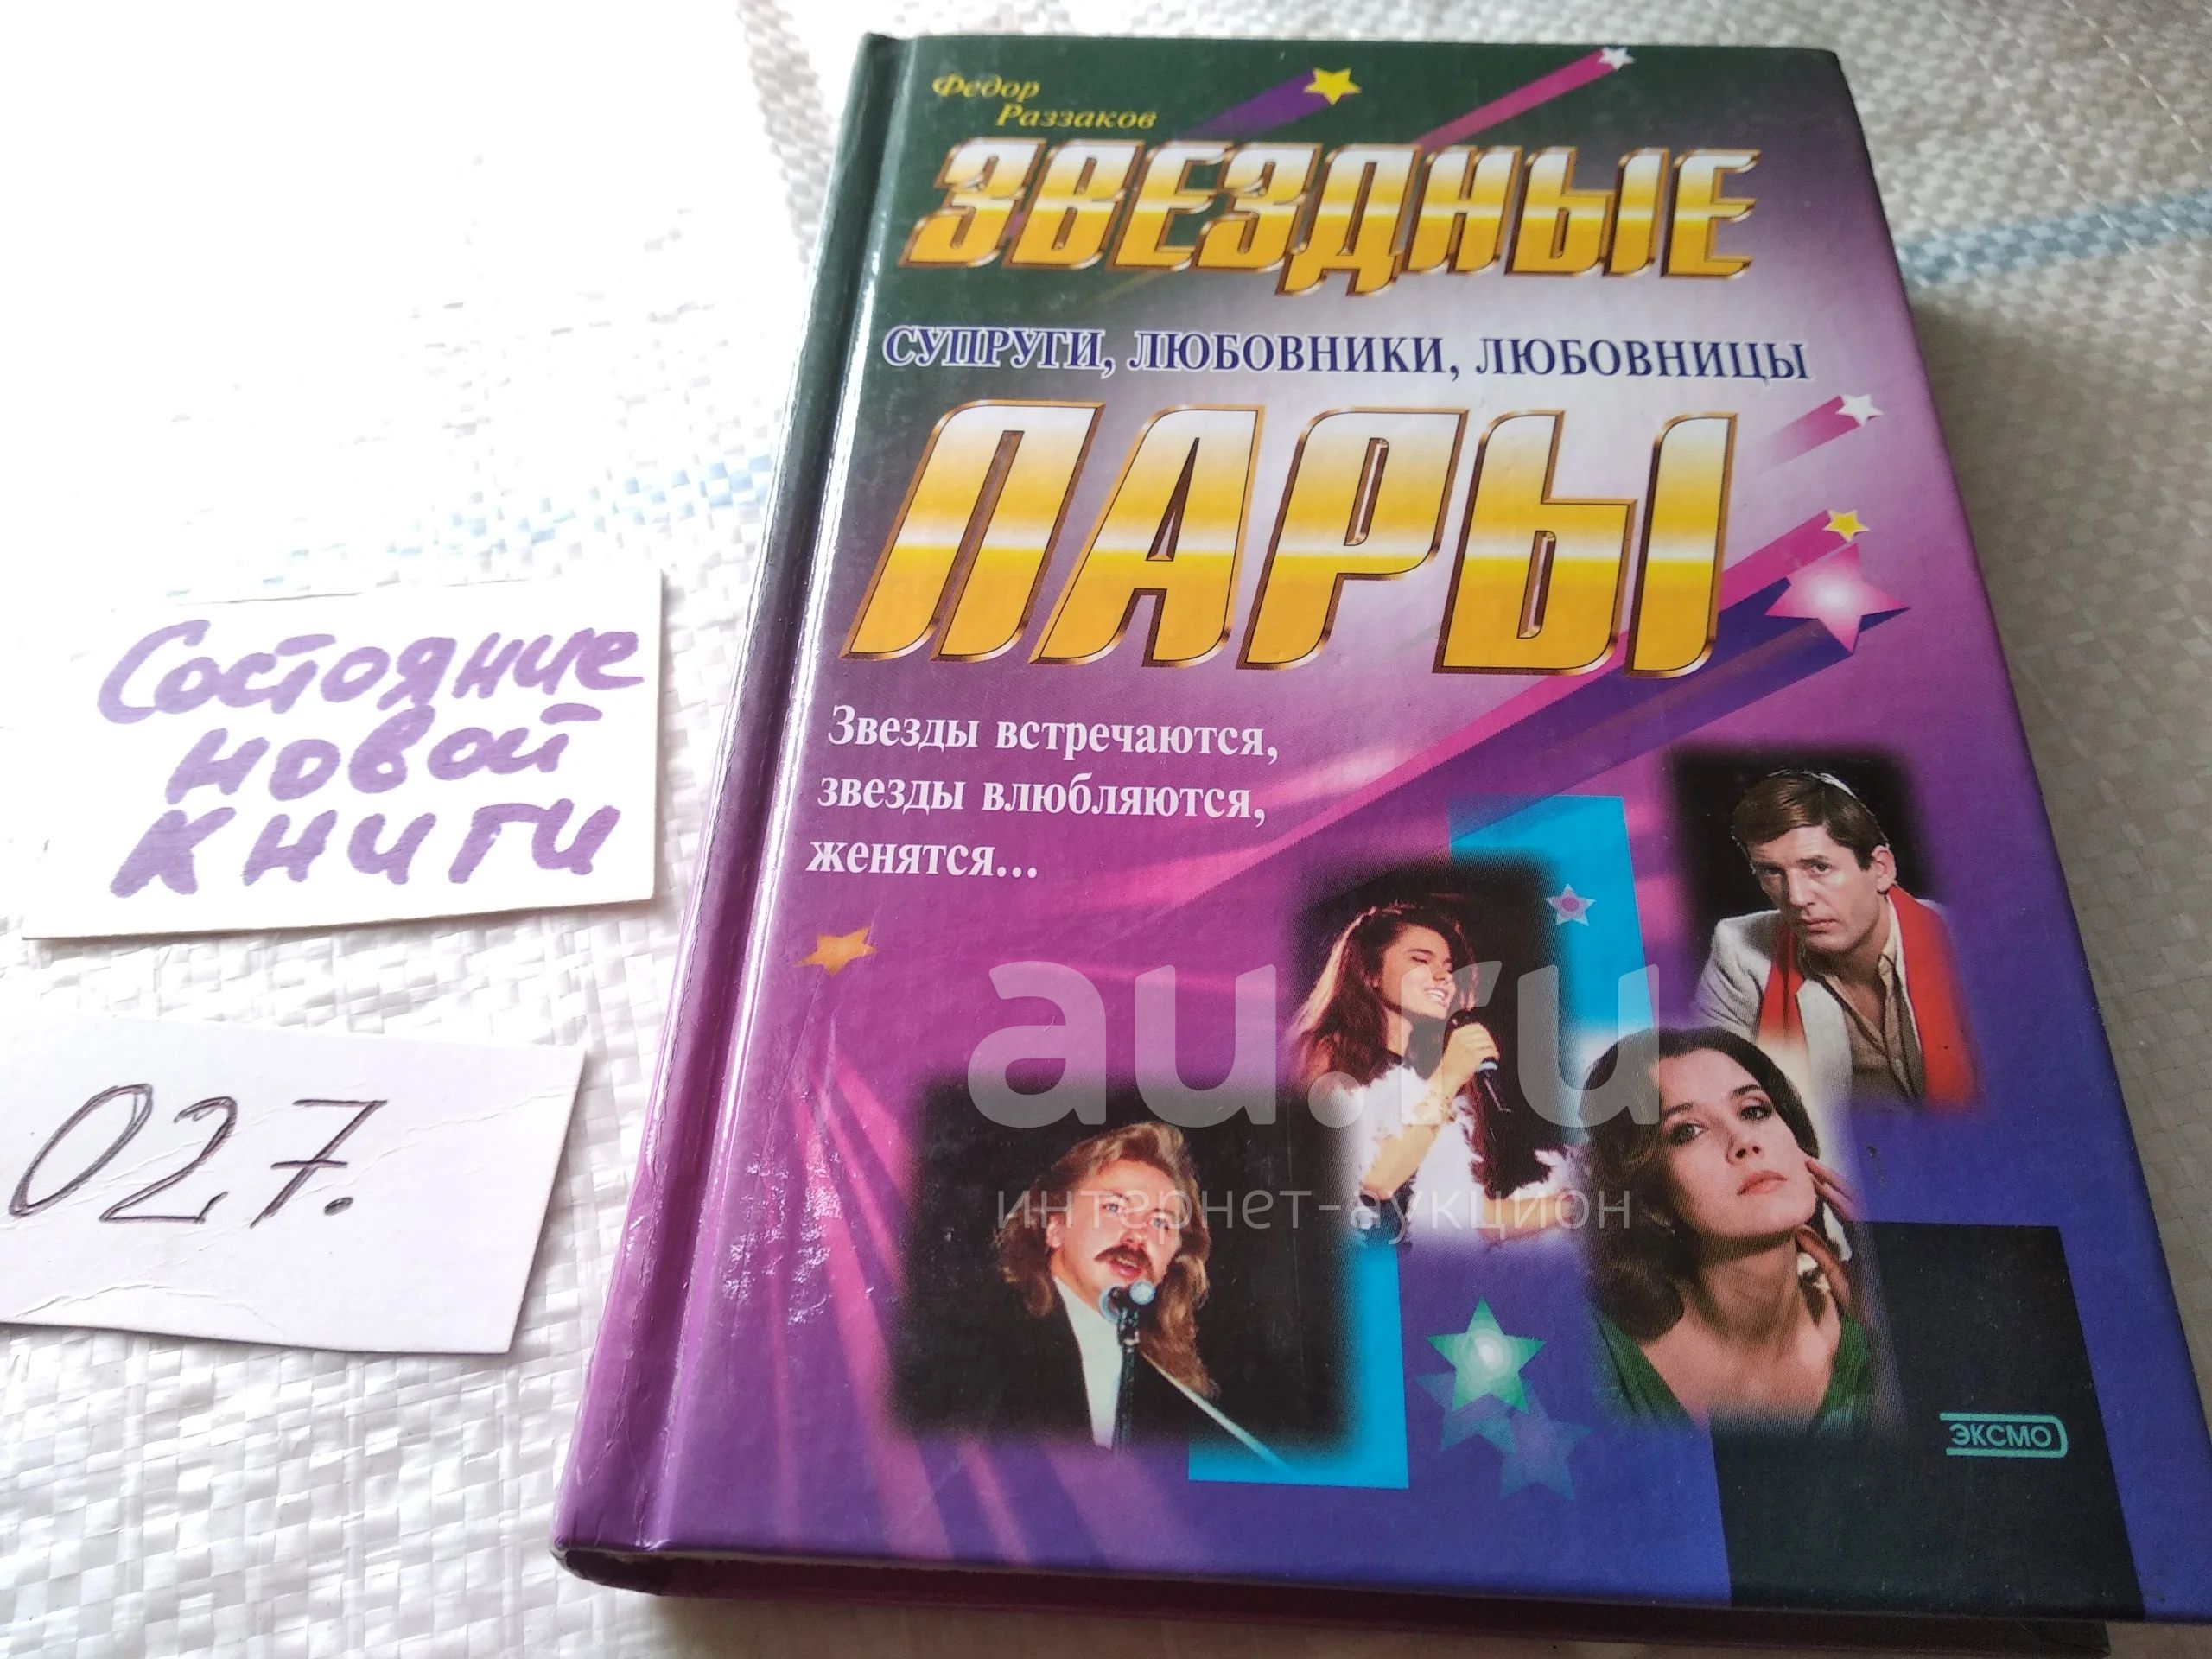 Федор
Раззаков
ЗВЕЗДНЫЕ
СУПРУГИ, ЛЮБОВНИКИ, ЛЮБОВНИЦЫ
ПАРЫ
Звезды встречаются,
звезды влюбляются,
женятся...
Состояние
новой
книги
027.
au.ru
интернет-аукцион
ЭКСМО